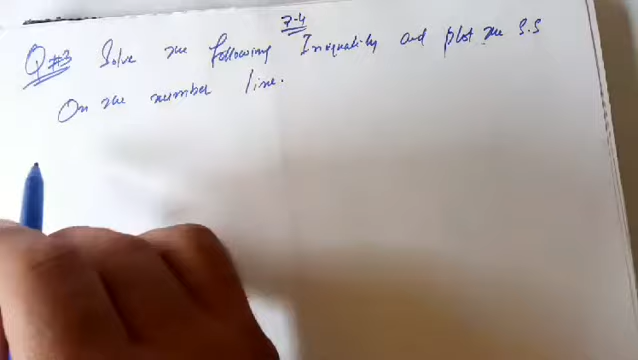 7.4
Q#3 Solve the following Inequality and plot the S.S
On the number line.